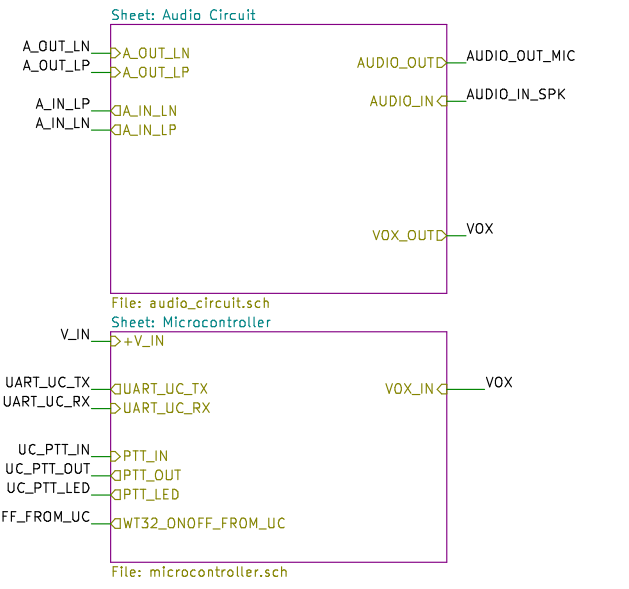 Sheet: Audio Circuit
A_OUT_LN A_OUT_LN
A_OUT_LP A_OUT_LP
AUDIO_OUT AUDIO_OUT_MIC
A_IN_LP A_IN_LN
AUDIO_IN AUDIO_IN_SPK
A_IN_LN A_IN_LP
VOX_OUT VOX
File: audio_circuit.sch
Sheet: Microcontroller
V_IN +V_IN
UART_UC_TX UART_UC_TX VOX_IN VOX
UART_UC_RX UART_UC_RX
UC_PTT_IN PTT_IN
UC_PTT_OUT PTT_OUT
UC_PTT_LED PTT_LED
FF_FROM_UC WT32_ONOFF_FROM_UC
File: microcontroller.sch